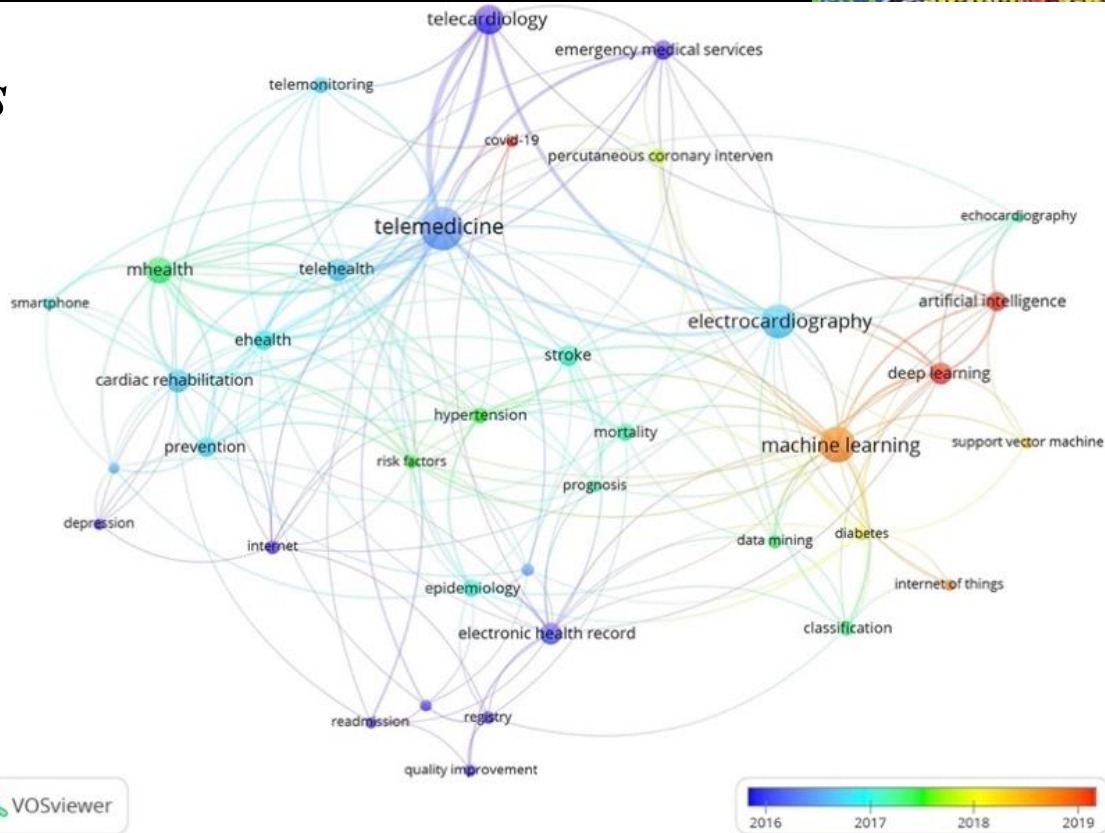 s
telecardiology
emergency medical services
telemonitoring
covid-19
percutaneous coronary interven
echocardiography
telemedicine
mhealth
telehealth
smartphone
artificial intelligence
electrocardiography
ehealth
stroke
cardiac rehabilitation
deep learning
hypertension
mortality
prevention
machine learning
support vector machine
risk factors
prognosis
depression
internet
data mining
diabetes
epidemiology
internet of things
electronic health record
classification
readmission
registry
quality improvement
VOSviewer
2016 2017 2018 2019